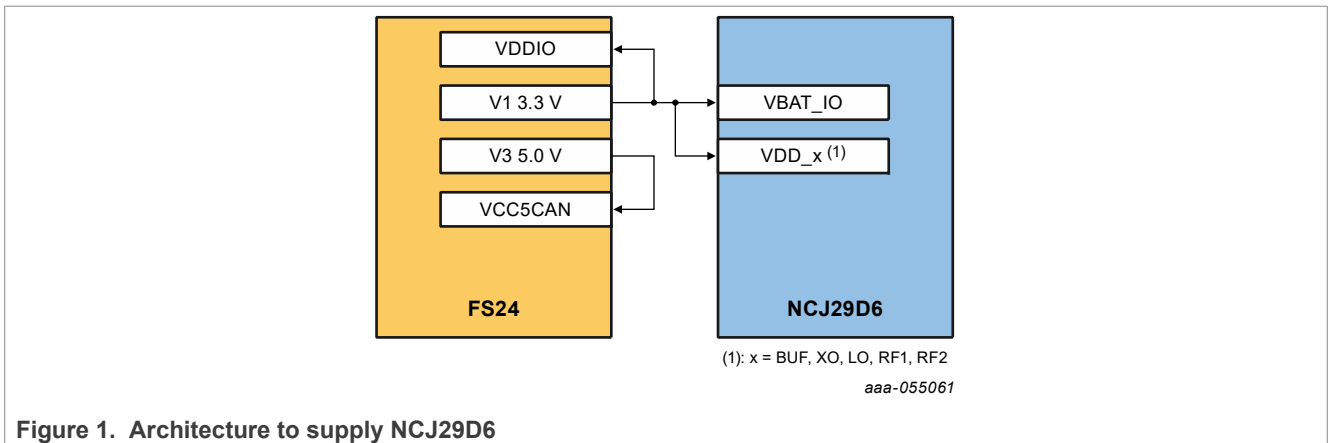 VDDIO
V1 3.3 V
VBAT_IO
V3 5.0 V
VDD_x (1)
VCC5CAN
FS24
NCJ29D6
(1): x = BUF, XO, LO, RF1, RF2
aaa-055061
Figure 1. Architecture to supply NCJ29D6